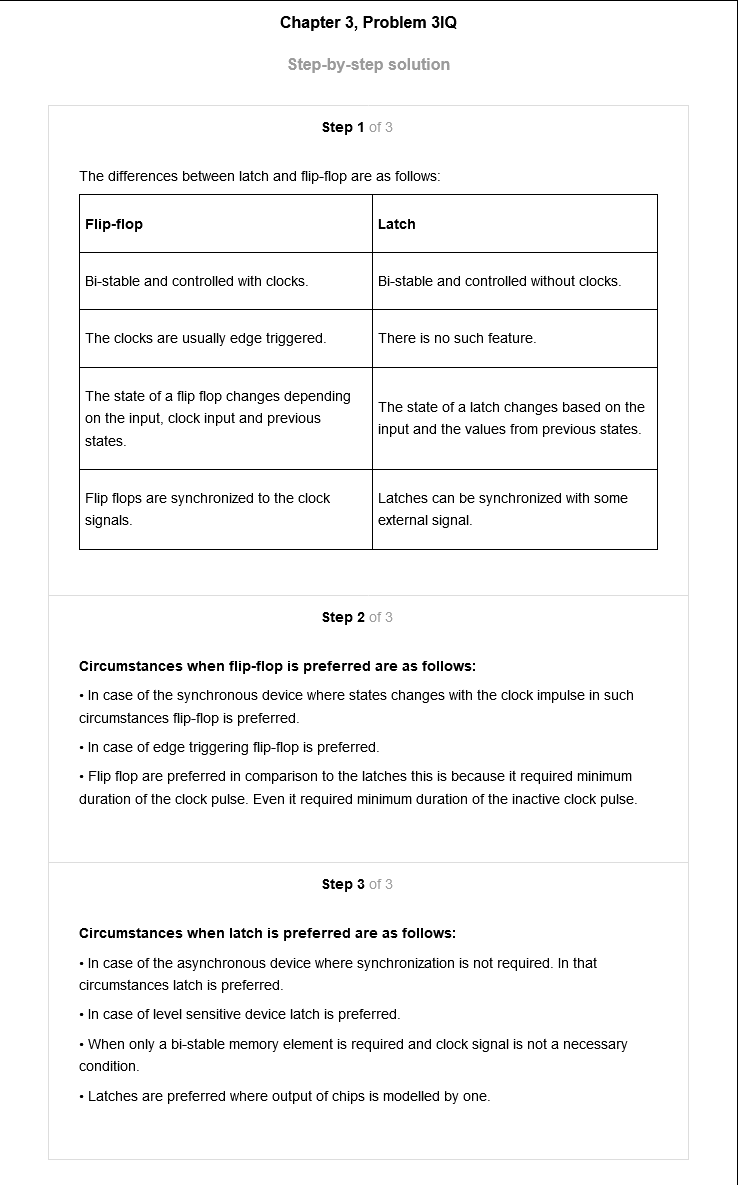 Chapter 3, Problem 3IQ
Step-by-step solution
Step 1 of 3
The differences between latch and flip-flop are as follows:
Flip-flop
Latch
Bi-stable and controlled with clocks.
Bi-stable and controlled without clocks.
The clocks are usually edge triggered.
There is no such feature.
The state of a flip flop changes depending
on the input, clock input and previous
states.
The state of a latch changes based on the
input and the values from previous states.
Flip flops are synchronized to the clock
signals.
Latches can be synchronized with some
external signal.
Step 2 of 3
Circumstances when flip-flop is preferred are as follows:
• In case of the synchronous device where states changes with the clock impulse in such
circumstances flip-flop is preferred.
• In case of edge triggering flip-flop is preferred.
• Flip flop are preferred in comparison to the latches this is because it required minimum
duration of the clock pulse. Even it required minimum duration of the inactive clock pulse.
Step 3 of 3
Circumstances when latch is preferred are as follows:
• In case of the asynchronous device where synchronization is not required. In that
circumstances latch is preferred.
• In case of level sensitive device latch is preferred.
• When only a bi-stable memory element is required and clock signal is not a necessary
condition.
• Latches are preferred where output of chips is modelled by one.